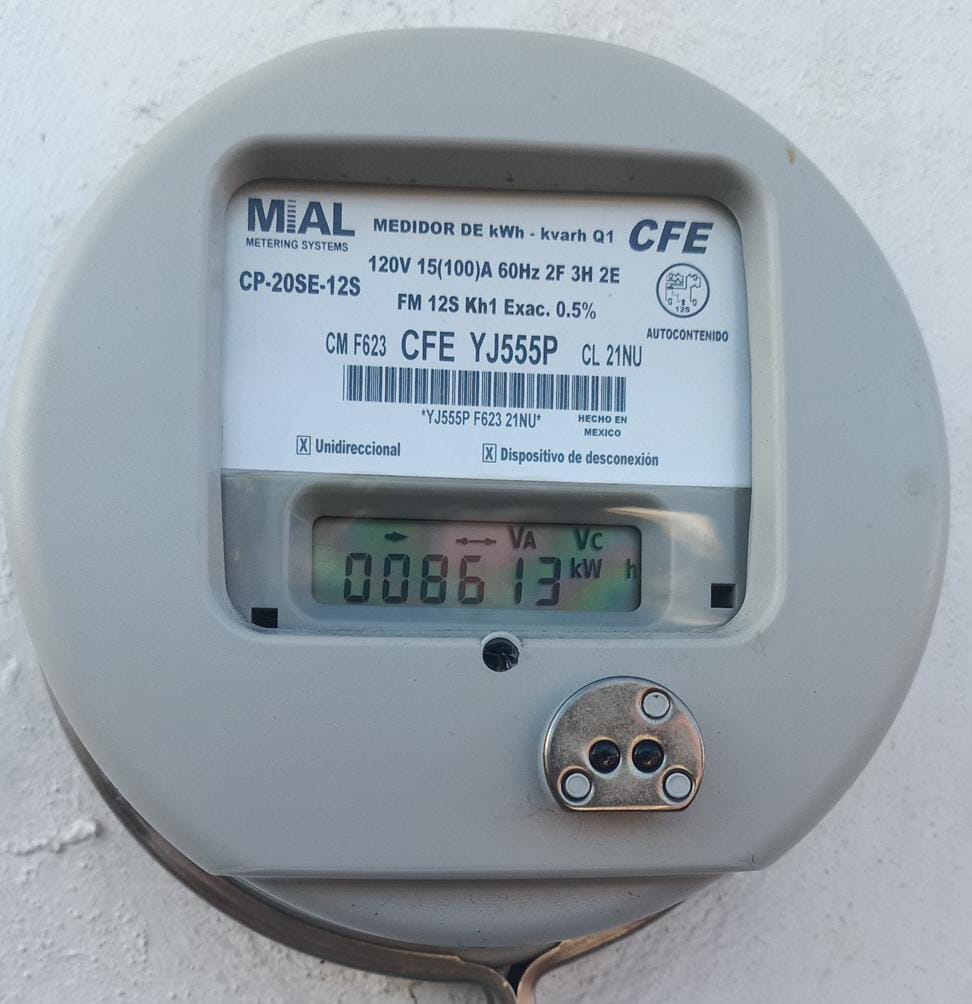 MIAL
METERING SYSTEMS
MEDIDOR DE kWh - kvarh Q1
CFE
CP-20SE-12S
120V 15(100)A 60Hz 2F 3H 2E
FM 12S Kh1 Exac. 0.5%
12S
AUTOCONTENIDO
CM F623 CFE YJ555P CL 21NU
*YJ555P F623 21NU*
HECHO EN
MEXICO
X Unidireccional
X Dispositivo de desconexión
VA VC
008613 kW h